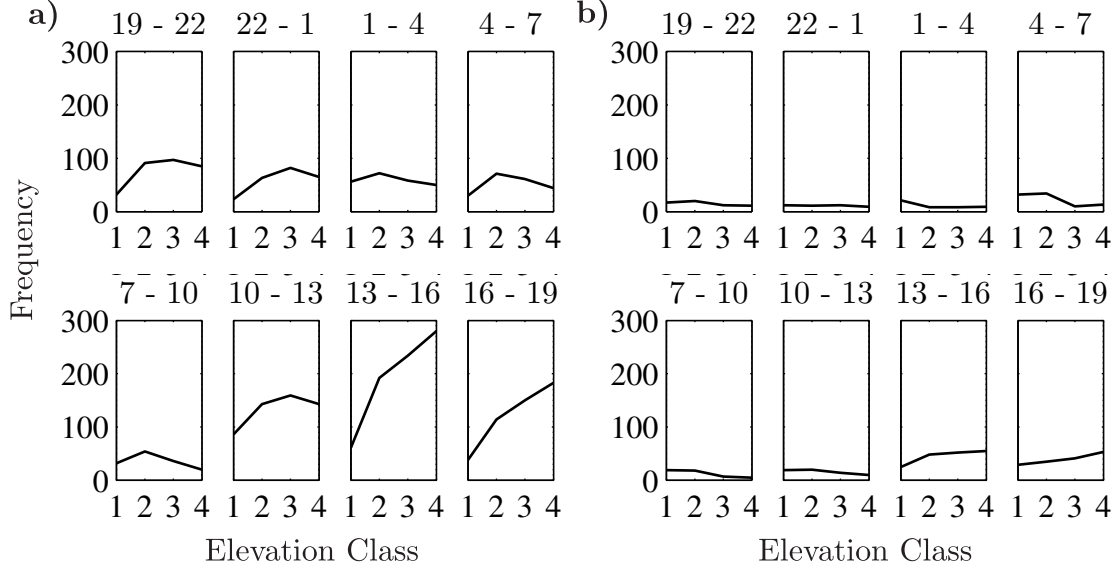 a) b)
19 - 22 22 - 1 1 - 4 4 - 7 19 - 22 22 - 1 1 - 4 4 - 7
300 300
200 200
100 100
0 0
1 2 3 4 1 2 3 4 1 2 3 4 1 2 3 4 1 2 3 4 1 2 3 4 1 2 3 4 1 2 3 4
7 - 10 10 - 13 13 - 16 16 - 19 7 - 10 10 - 13 13 - 16 16 - 19
300 300
200 200
100 100
0 0
1 2 3 4 1 2 3 4 1 2 3 4 1 2 3 4 1 2 3 4 1 2 3 4 1 2 3 4 1 2 3 4
Frequency
Elevation Class Elevation Class